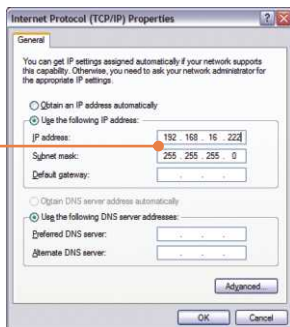 Internet Protocol (TCP/IP) Properties
General
You can get IP settings assigned automatically if your network supports
this capability. Otherwise, you need to ask your network administrator for
the appropriate IP settings.
Obtain an IP address automatically
Use the following IP address:
IP address: 192 . 168 . 16 . 222
Subnet mask: 255 . 255 . 255 . 0
Default gateway: . . .
Obtain DNS server address automatically
Use the following DNS server addresses:
Preferred DNS server: . . .
Alternate DNS server: . . .
Advanced...
OK Cancel